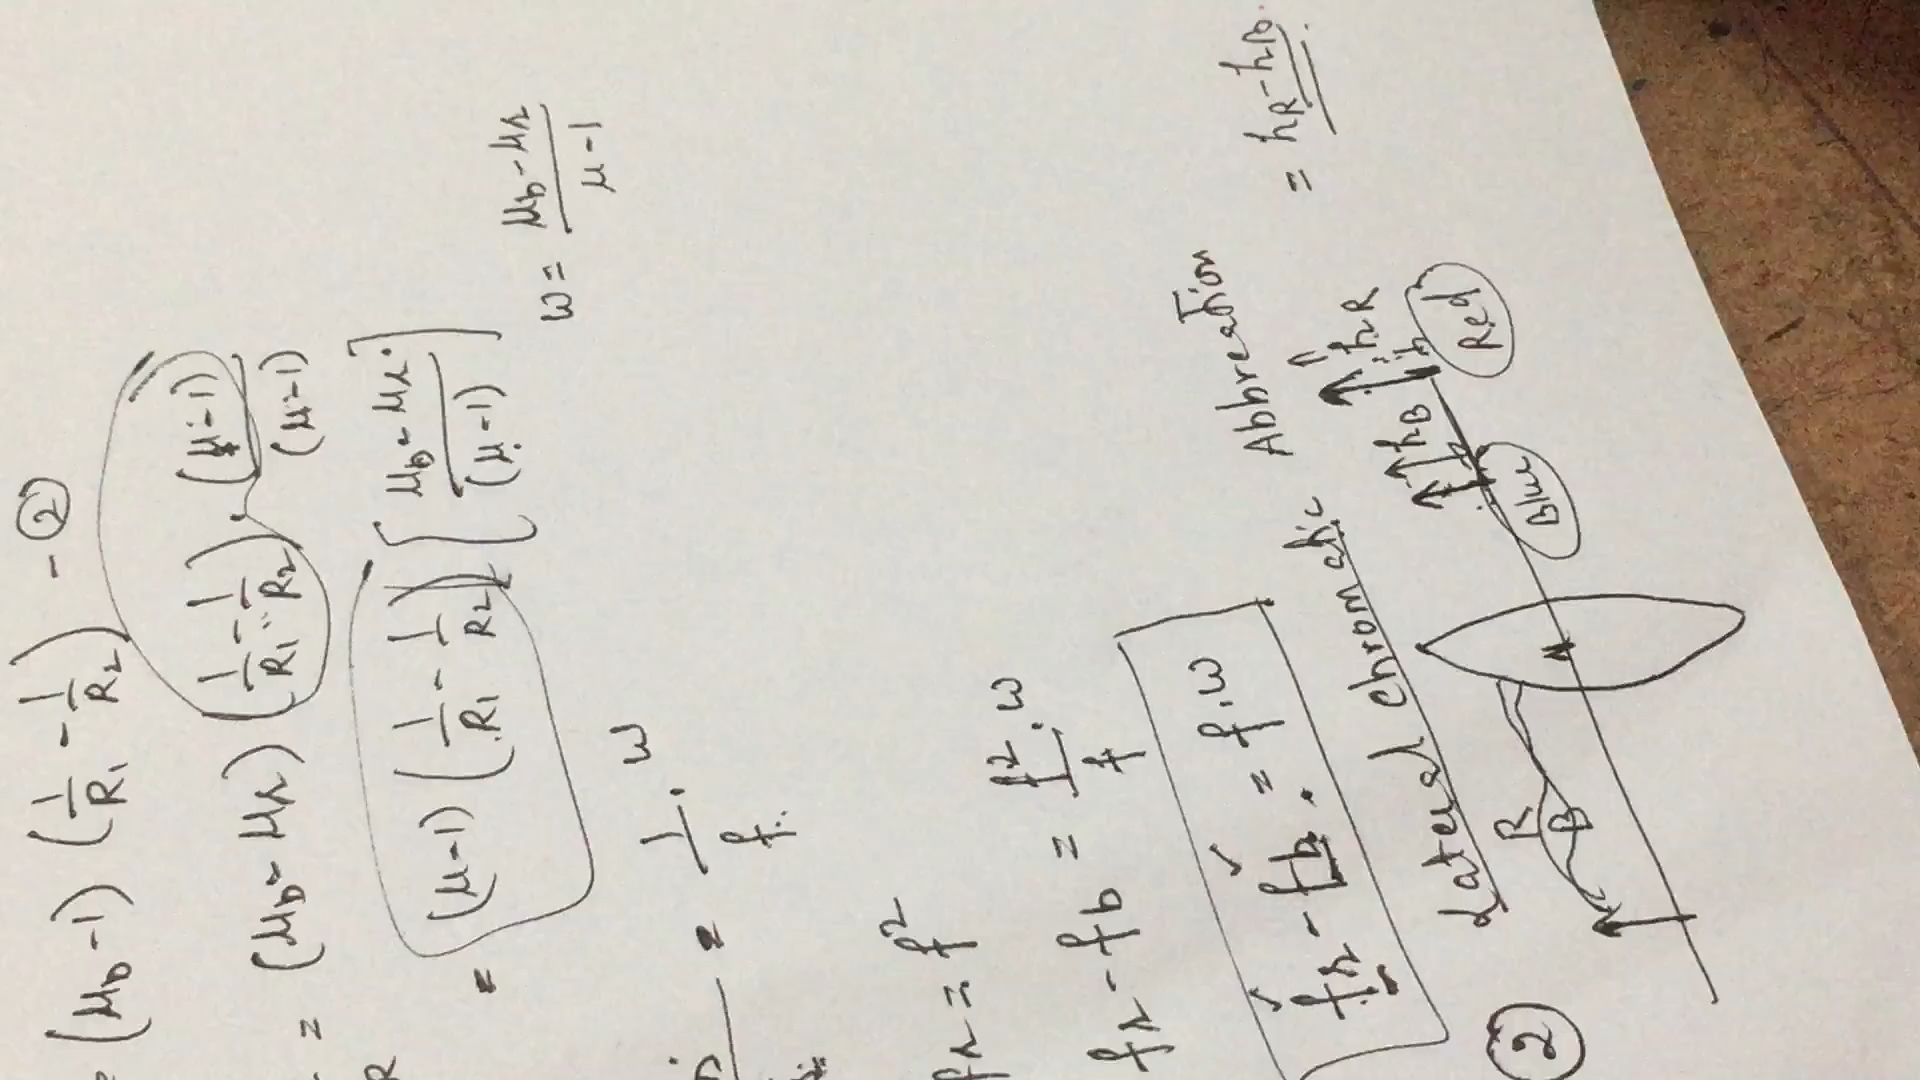 = (μb-1) (1/R1 - 1/R2) - ②
= (μb-μr) (1/R1 - 1/R2) . (μ-1)/(μ-1)
R
= (μ-1) (1/R1 - 1/R2) [μb-μr/(μ-1)]
ω = μb-μr/μ-1
= 1/f . ω
fr = f²
fr - fb = f²/f . ω
fr - fb = f.ω
② Lateral chromatic Abbreation = hR-hB
R
B
hB
hR
Blue
Red